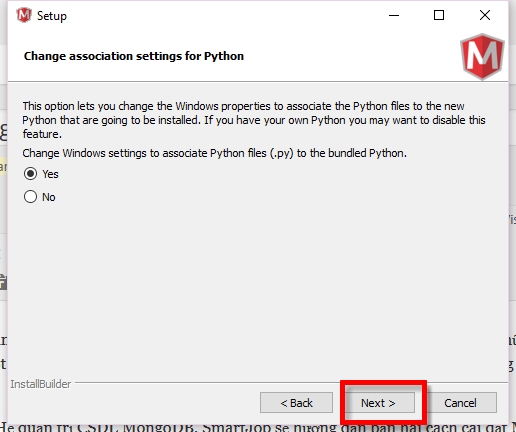 Setup
Change association settings for Python
This option lets you change the Windows properties to associate the Python files to the new
Python that are going to be installed. If you have your own Python you may want to disable this
feature.
Change Windows settings to associate Python files (.py) to the bundled Python.
Yes
No
InstallBuilder
< Back
Next >
Cancel
Hệ quản trị CSDL MongoDB. SmartJob sẽ hướng dẫn bạn hai cách cài đặt